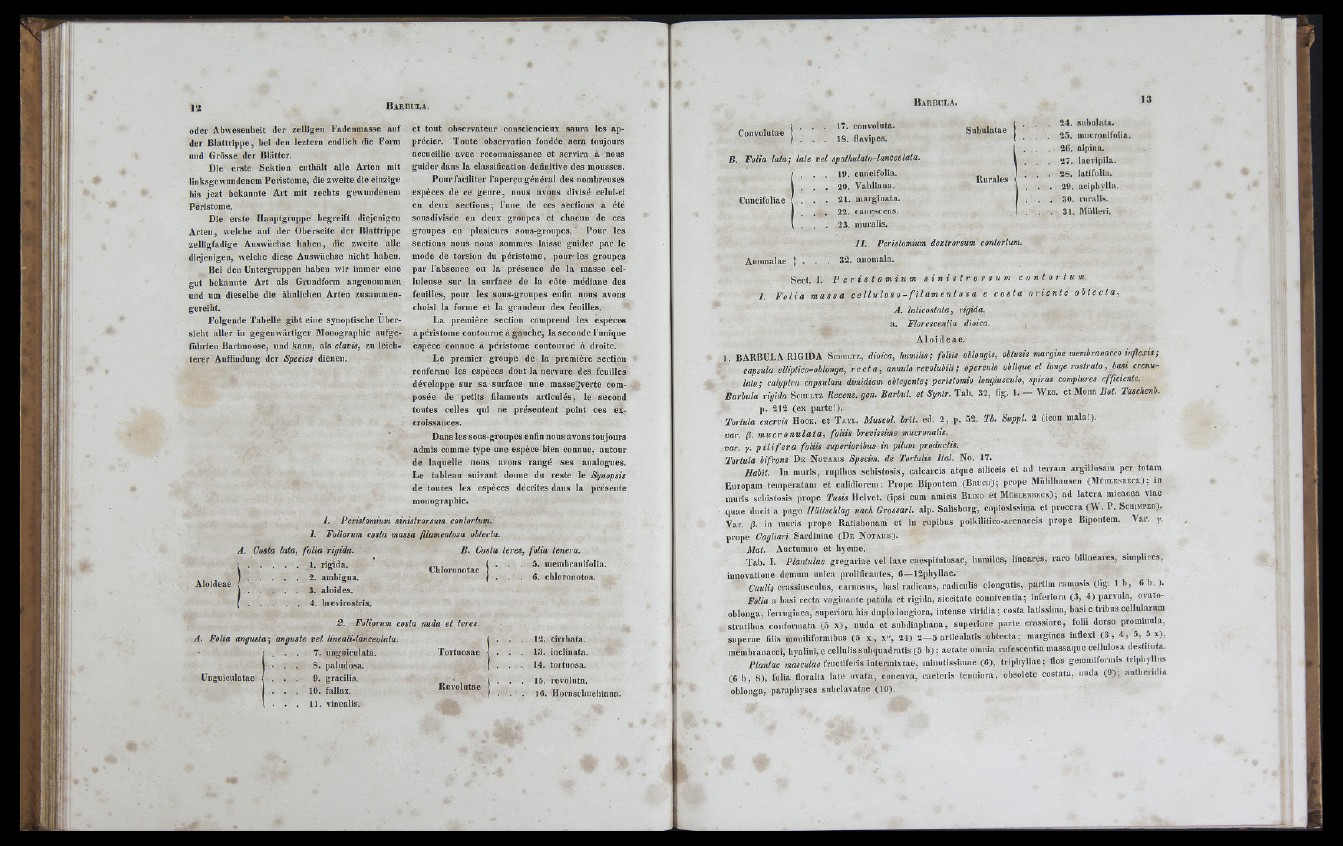 12 BARBULA.
oder Abwesenheit der zelligen Fadenmasse auf
der Blattrippe, bei den leztern endlich die Form
und Grösse der Blätter.
Die erste Sektion enthält alle Arten mit
linksgewundenem Peristome, die zweite die einzige
bis jezt bekannte Art mit rechts gewundenem
Peristome.
Die erste Hauptgruppe begreift diejenigen
Arten, welche auf der Oberseite der Blattrippe
zelligfadige Auswüchse haben, die zweite alle
diejenigen, welche diese Auswüchse nicht haben.
Bei den Untergruppen haben wir immer eine
gut bekannte Art als Grundform angenommen
und um dieselbe die ähnlichen Arten zusammen-
gereiht.
Folgende Tabelle gibt eine synoptische Über-
sicht aller in gegenwärtiger Monographie aufge-
führten Bartmoose, und kann, als clavis, zu leich-
terer Auffindung der Species dienen.
et tout observateur consciencieux saura les ap-
précier. Toute observation fondée sera toujours
accueillie avec reconnaissance et servira à nous
guider dans la classification définitive des mousses.
Pour faciliter l'aperçu général des nombreuses
espèces de ce genre, nous avons divisé celui-ci
en deux sections; l'une de ces sections a été
sousdivisée en deux groupes et chacun de ces
groupes en plusieurs sous-groupes. Pour les
sections nous nous sommes laissé guider par le
mode de torsion du péristome, pour les groupes
par l'absence ou la présence de la masse cel-
luleuse sur la surface de la côte médiane des
feuilles, pour les sous-groupes enfin nous avons
choisi la forme et la grandeur des feuilles.
La première section comprend les espèces
à péristome contourné à gauche, la seconde l'unique
espèce connue à péristome contourné à droite.
Le premier groupe de la première section
renferme les espèces dont la nervure des feuilles
développe sur sa surface une masse verte com-
posée de petits filaments articulés, le second
toutes celles qui ne présentent point ces ex-
croissances.
Dans les sous-groupes enfin nous avons toujours
admis comme type une espèce bien connue, autour
de laquelle nous avons rangé ses analogues.
Le tableau suivant donne du reste le Synopsis
de toutes les espèces décrites dans la présente
monographie.
I. Peristomium sinistrorsum contortum.
1. Foliorum costa massa filamentosa obtecta.
A. Costa lata, folia rigida.
Aloideae
1. rigida.
2. ambigua.
3. aloides.
4. brevirostris.
B. Costa teres, folia tenera.
Chloronotae
5. membranifolia.
6. chloronotos.
2. Foliorum costa nuda et teres.
A. Folia angusta; anguste vel lineali-lanceolata.
Unguiculatae
7. unguiculata.
8. paludosa.
9. gracilis.
10. fallax.
11. vinealis.
Tortuosae
12. cirrhata.
13. inclinata.
14. tortuosa.
Revolutae
15. revoluta.
16. Hornschuchiana.
BARBULA. 13
Convolutae
17. convoluta.
18. flavipes.
B. Folia lata; late vel spathulato-lanceolata.
Cuneifoliae
19. cuneifolia.
20. Vahliana.
21. marginata.
22. canescens.
23. muralis.
Subulatae
24. subulata.
25. mucronifolia.
26. alpina.
Rurales
27. laevipila.
28. latifolia.
29. aciphylla.
30. ruralis.
31. Mülleri.
II. Peristomium dextrorsum contortum.
Anomalae
32. anomala.
Sect. I. Peristomium sinistrorsum contortum.
1. Folia massa celluloso-filamentosa e costa oriente obtecta.
A. laticostata, rigida.
a. Florescentia dioica.
Aloideae.
1. BARBULA RIGIDA SCHULTZ, dioica, humilis; foliis oblongis, obtusis margine membranaceo inflexis;
capsula elliptico-oblonga, recta, annulo revolubili; operculo oblique et longe rostrato, basi crenu-
lato; calyptra capsulam dimidiam obtegente; peristomio longiusculo, spiras complures efficiente.
Barbula rigida SCHULTZ Recens. gen. Barbul. et Syntr. Tab. 32, fig. 1. — WEB. et MOHR Bot. Taschenb.
p. 212 (ex parte!).
Tortula enervis HOOK. et TAYL. Muscol. brit. ed. 2, p. 52. Tb. Suppl. 2 (icon mala!).
var. β. mucronulata, foliis brevissime mucronatis.
var. γ. pilifera foliis superioribus in pilum productis.
Tortula bifrons DE NOTARIS Specim. de Tortulis Ital. No. 17.
Habit. In muris, rupibus schistosis, calcareis atque siliceis et ad terram argillosam per totam
Europam temperatam et calidiorem: Prope Bipontem (BRUCH); prope Mühlhausen (MÜHLENBECK); in
muris schistosis prope Tusis Helvet. (ipsi cum amicis BLIND et MÜHLENBECK); ad latera micacea viae
quae ducit a pago Hüttschlag nach Grossarl. alp. Salisburg, copiosissima et procera (W. P. SCHIMPER).
Var. β. in muris prope Ratisbonam et in rupibus poikilitico-arenaceis prope Bipontem. Var. γ.
prope Cagliari Sardiniae (DE NOTARIS).
Mat. Auctumno et hyeme.
Tab. 1. Plantulae gregariae vel laxe caespitulosae, humiles, lineares, raro bilineares, simplices,
innovatione demum unica prolificantes, 6—12phyllae.
Caulis crassiusculus, carnosus, basi radicans, radiculis elongatis, partim ramosis (fig. 1 b, 6 b.).
Folia a basi recta vaginante patula et rigida, siccitate conniventia; inferiora (3, 4) parvula, ovato-
oblonga, ferruginea, superiora his duplo longiora, intense viridia; costa latissima, basi e tribus cellularum
stratibus conformata (5 x), nuda et subdiaphana, superiore parte crassiore, folii dorso prominula,
superne filis moniliformibus (5 x, x", 21) 2—5 articulatis obtecta; margines inflexi (3, 4, 5, 5 x),
membranacei, hyalini, e cellulis subquadratis (5 b); aetate omnia rufescentia massaque cellulosa destituta.
Plantae masculae fructiferis intermixtae, minutissimae (6), triphyllae; flos gemmiformis triphyllus
(6 b, 8), folia floralia late ovata, concava, caeteris tenuiora, obsolete costata, nuda (9); antheridia
oblonga, paraphyses subclavatae (10).